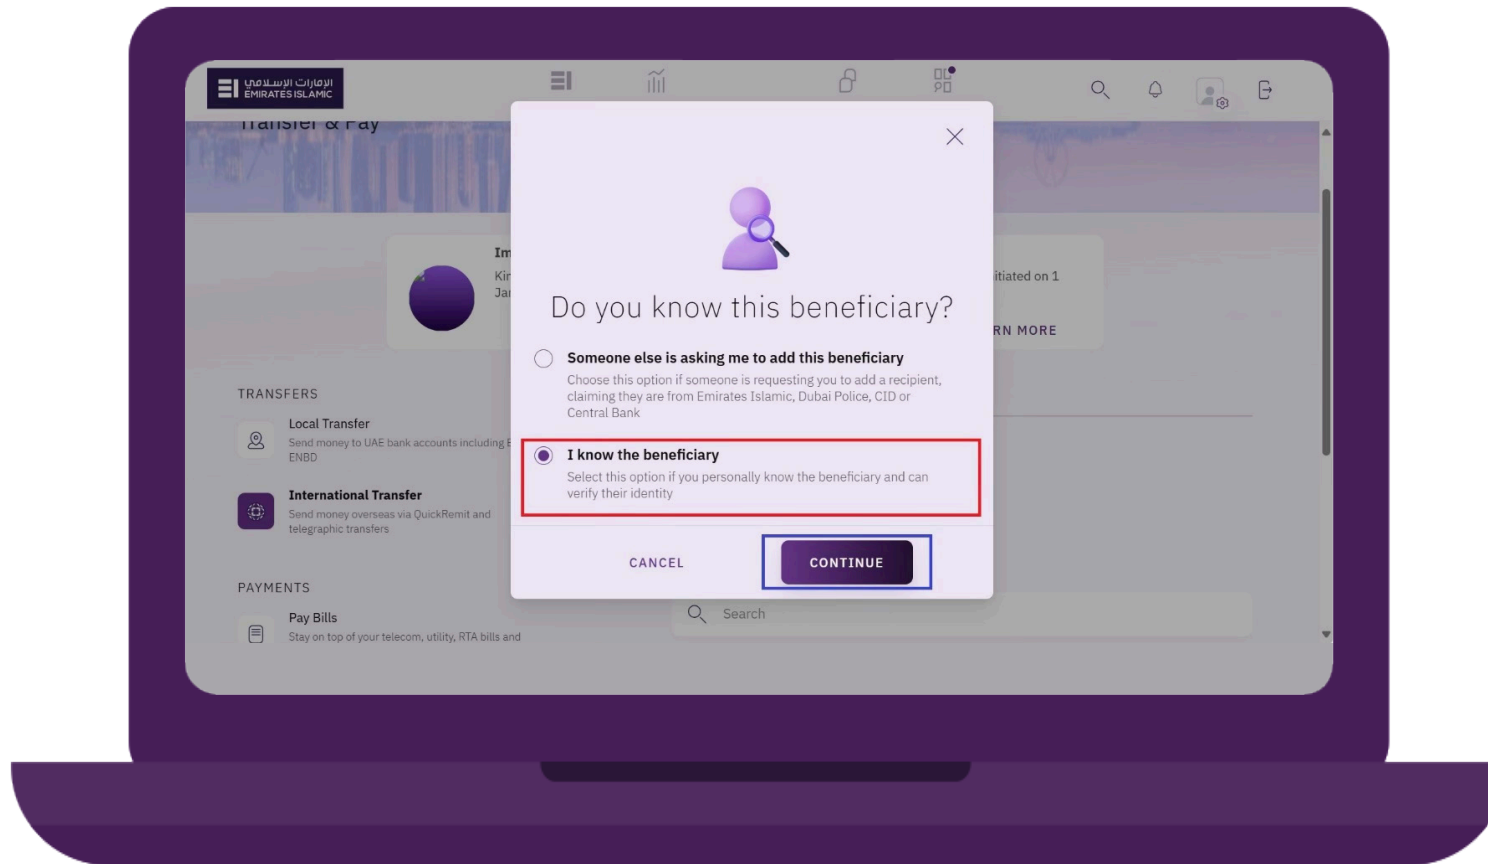 الإمارات الإسلامي
EMIRATES ISLAMIC
Transfer & Pay
itiated on 1
RN MORE
TRANSFERS
Local Transfer
Send money to UAE bank accounts including
ENBD
International Transfer
Send money overseas via QuickRemit and
telegraphic transfers
PAYMENTS
Pay Bills
Stay on top of your telecom, utility, RTA bills and
Do you know this beneficiary?
Someone else is asking me to add this beneficiary
Choose this option if someone is requesting you to add a recipient,
claiming they are from Emirates Islamic, Dubai Police, CID or
Central Bank
I know the beneficiary
Select this option if you personally know the beneficiary and can
verify their identity
CANCEL
CONTINUE
Search